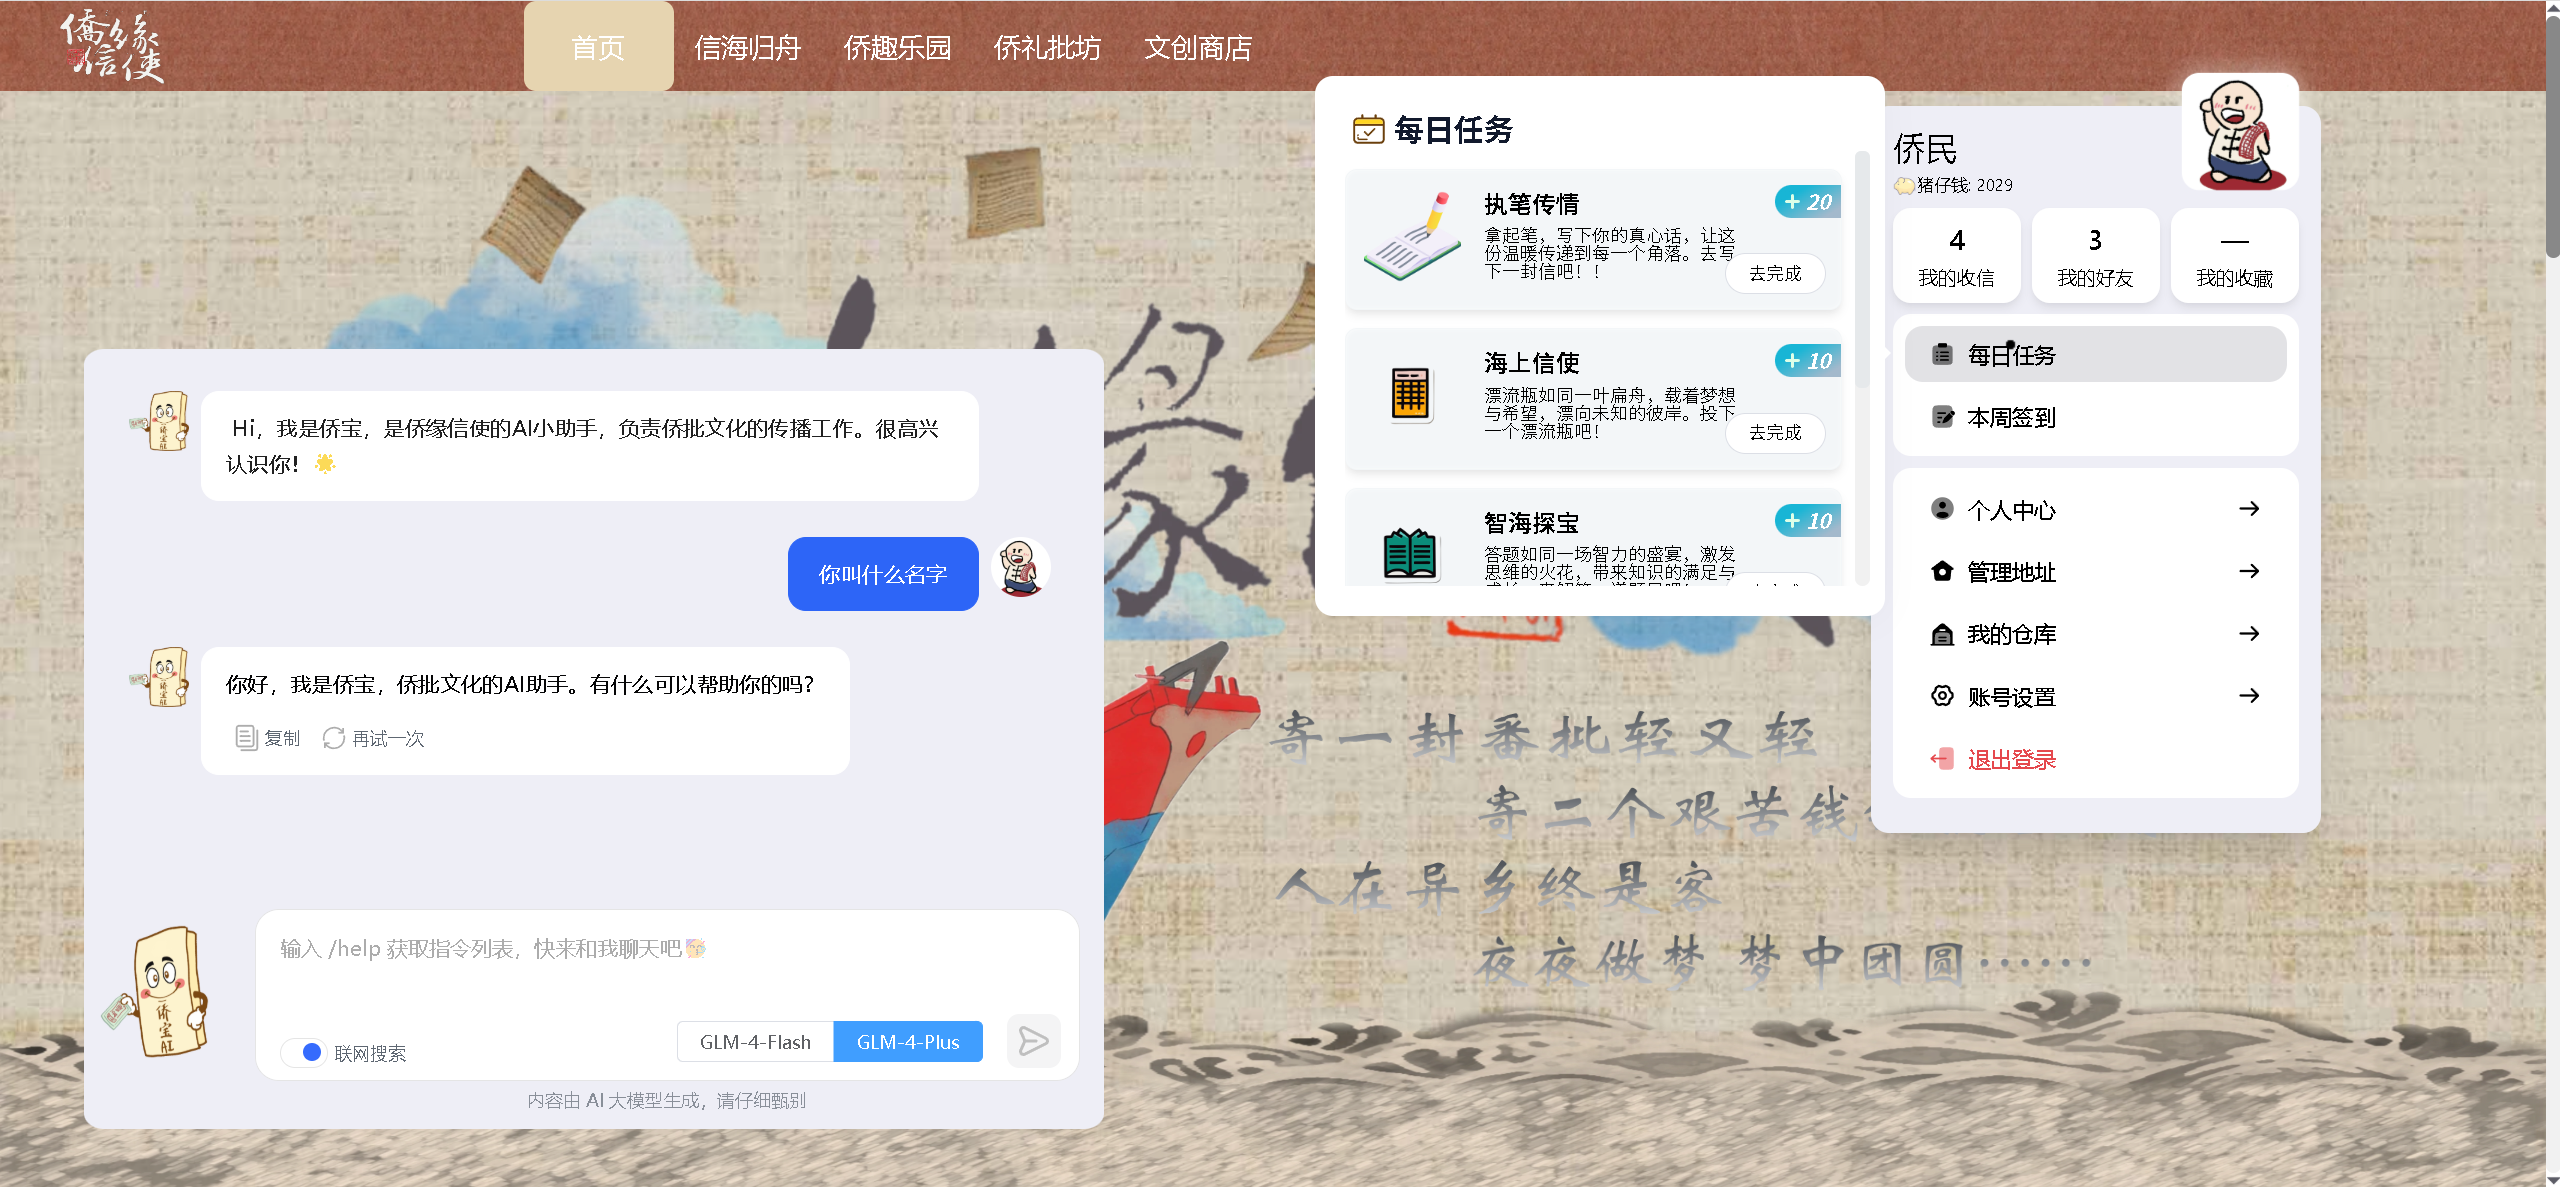 僑缘信使
首页
信海归舟
侨趣乐园
侨礼批坊
文创商店
Hi，我是侨宝，是侨缘信使的AI小助手，负责侨批文化的传播工作。很高兴
认识你！🌟
你叫什么名字
你好，我是侨宝，侨批文化的AI助手。有什么可以帮助你的吗？
复制
再试一次
侨宝AI
输入 /help 获取指令列表，快来和我聊天吧
联网搜索
GLM-4-Flash
GLM-4-Plus
内容由 AI 大模型生成，请仔细甄别
每日任务
执笔传情
+ 20
拿起笔，写下你的真心话，让这
份温暖传递到每一个角落。去写
下一封信吧！！
去完成
海上信使
+ 10
漂流瓶如同一叶扁舟，载着梦想
与希望，漂向未知的彼岸。投下
一个漂流瓶吧！
去完成
智海探宝
+ 10
答题如同一场智力的盛宴，激发
思维的火花，带来知识的满足与
侨民
猪仔钱: 2029
4
我的收信
3
我的好友
—
我的收藏
每日任务
本周签到
个人中心
管理地址
我的仓库
账号设置
退出登录
缘
寄一封番批轻又轻
寄二个艰苦钱
人在异乡终是客
夜夜做梦 梦中团圆······